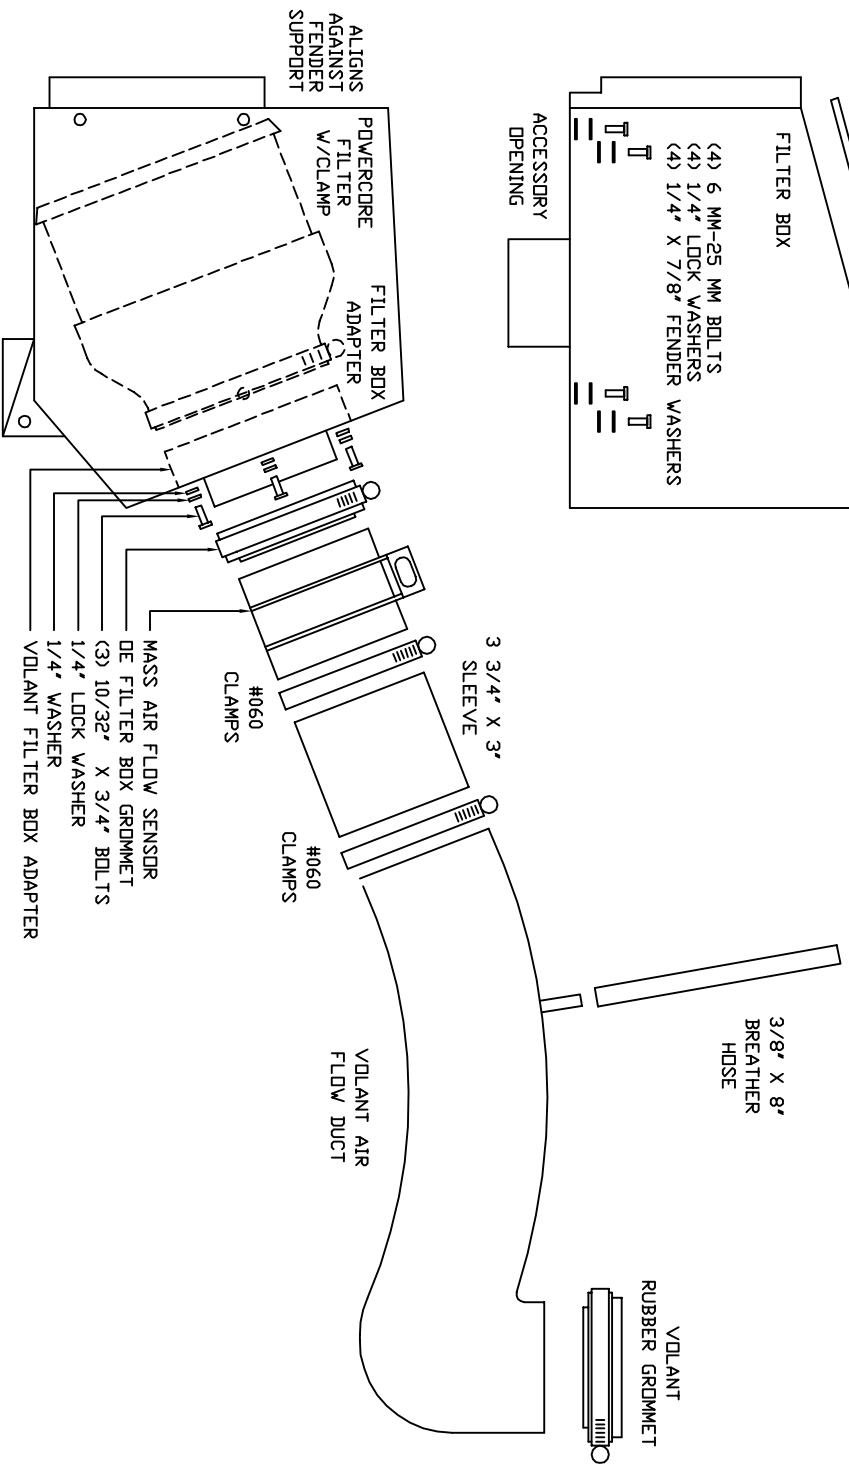 FILTER BOX
(4) 6 MM-25 MM BOLTS
(4) 1/4" LOCK WASHERS
(4) 1/4" X 7/8" FENDER WASHERS
ACCESSORY
OPENING
ALIGNS
AGAINST
FENDER
SUPPORT
POWERCORE
FILTER
W/CLAMP
FILTER BOX
ADAPTER
3 3/4" X 3"
SLEEVE
#060
CLAMPS
#060
CLAMPS
MASS AIR FLOW SENSOR
OE FILTER BOX GROMMET
(3) 10/32" X 3/4" BOLTS
1/4" LOCK WASHER
1/4" WASHER
VOLANT FILTER BOX ADAPTER
3/8" X 8"
BREATHER
HOSE
VOLANT AIR
FLOW DUCT
VOLANT
RUBBER GROMMET